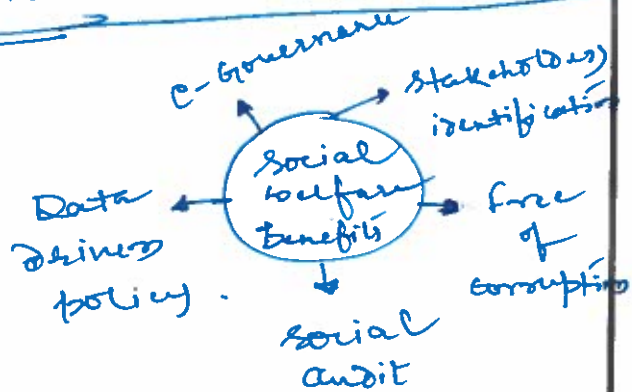 e-Governance
Stakeholders
identification
Social
welfare
Benefits
Data
driven
policy.
free
of
corruption
Social
audit